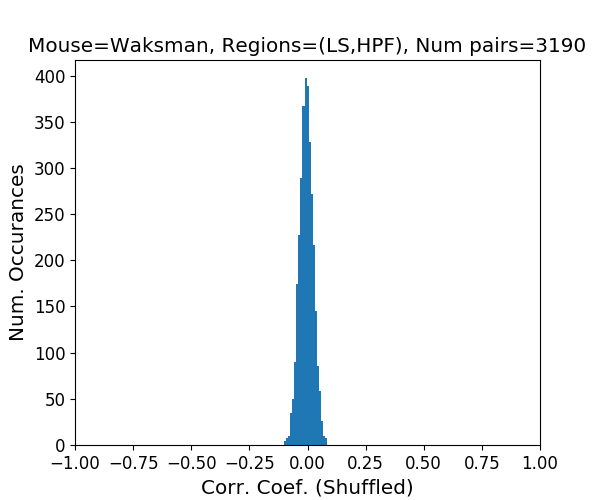 Mouse=Waksman, Regions=(LS,HPF), Num pairs=3190
400
350
300
250
200
150
100
50
0
Num. Occurances
−1.00 −0.75 −0.50 −0.25 0.00 0.25 0.50 0.75 1.00
Corr. Coef. (Shuffled)